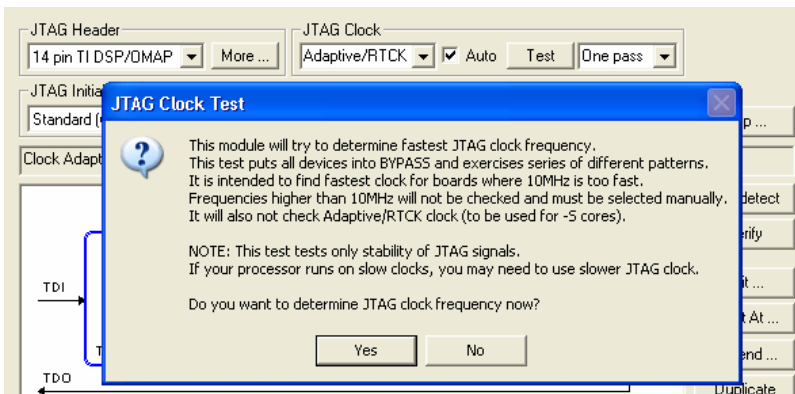 JTAG Header
JTAG Clock
14 pin TI DSP/OMAP
More ...
Adaptive/RTCK
Auto
Test
One pass
JTAG Initia
Standard (
Clock Adapt
JTAG Clock Test
This module will try to determine fastest JTAG clock frequency.
This test puts all devices into BYPASS and exercises series of different patterns.
It is intended to find fastest clock for boards where 10MHz is too fast.
Frequencies higher than 10MHz will not be checked and must be selected manually.
It will also not check Adaptive/RTCK clock (to be used for -S cores).
NOTE: This test tests only stability of JTAG signals.
If your processor runs on slow clocks, you may need to use slower JTAG clock.
Do you want to determine JTAG clock frequency now?
Yes
No
p ...
detect
rify
it ...
t At ...
end ...
Duplicate
TDI
T
TDO